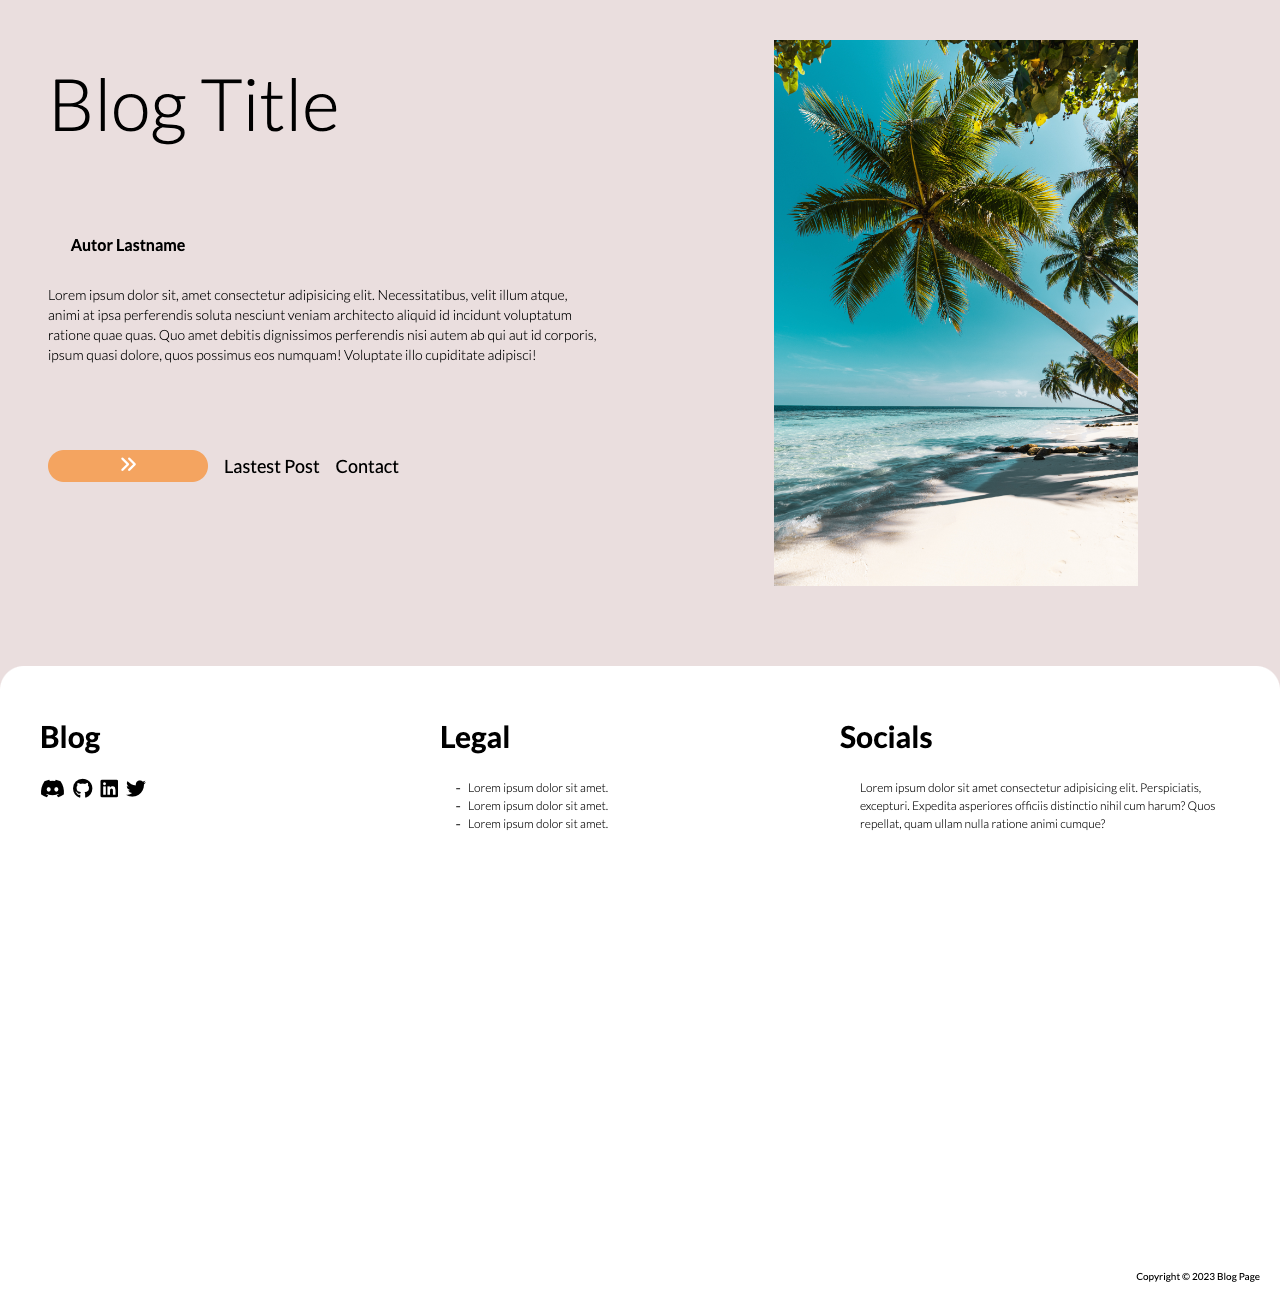 Blog Title
Autor Lastname
Lorem ipsum dolor sit, amet consectetur adipisicing elit. Necessitatibus, velit illum atque,
animi at ipsa perferendis soluta nesciunt veniam architecto aliquid id incidunt voluptatum
ratione quae quas. Quo amet debitis dignissimos perferendis nisi autem ab qui aut id corporis,
ipsum quasi dolore, quos possimus eos numquam! Voluptate illo cupiditate adipisci!
Lastest Post Contact
Blog
Legal
- Lorem ipsum dolor sit amet.
- Lorem ipsum dolor sit amet.
- Lorem ipsum dolor sit amet.
Socials
Lorem ipsum dolor sit amet consectetur adipisicing elit. Perspiciatis,
excepturi. Expedita asperiores officiis distinctio nihil cum harum? Quos
repellat, quam ullam nulla ratione animi cumque?
Copyright © 2023 Blog Page